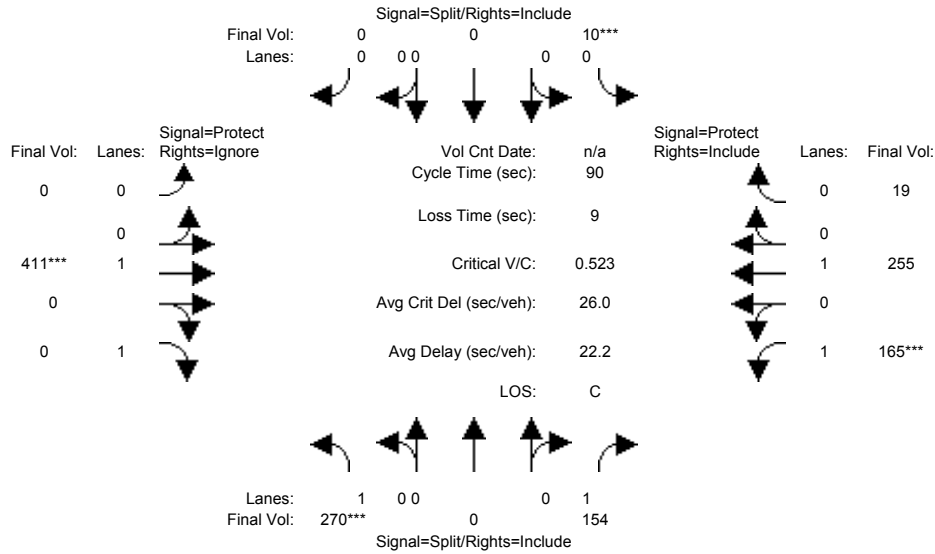 Signal=Split/Rights=Include
Final Vol: 0 0 10***
Lanes: 0 0 0 0 0
Signal=Protect Signal=Protect
Final Vol: Lanes: Rights=Ignore Vol Cnt Date: n/a Rights=Include Lanes: Final Vol:
Cycle Time (sec): 90
0 0 0 19
Loss Time (sec): 9
0 0
411*** 1 Critical V/C: 0.523 1 255
0 Avg Crit Del (sec/veh): 26.0 0
0 1 Avg Delay (sec/veh): 22.2 1 165***
LOS: C
Lanes: 1 0 0 0 1
Final Vol: 270*** 0 154
Signal=Split/Rights=Include